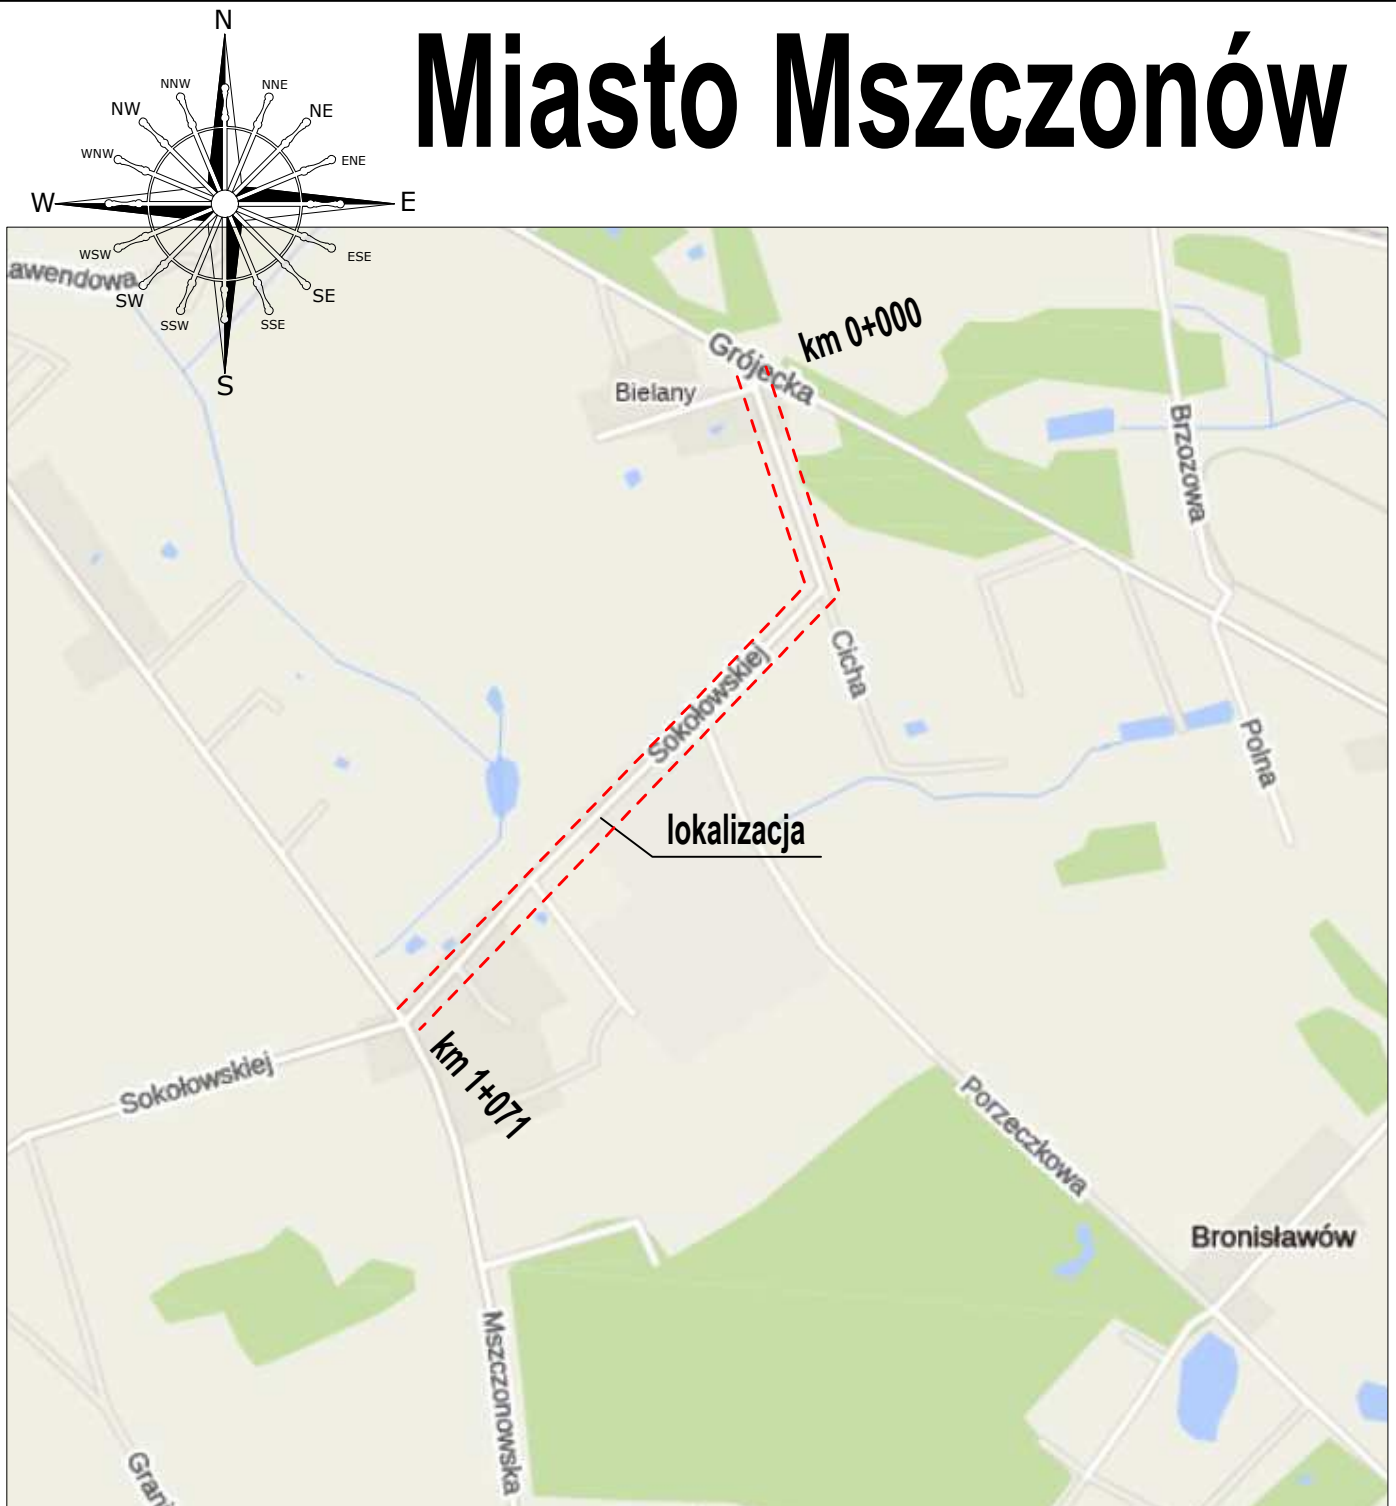 Miasto Mszczonów
N
NNW
NNE
NW
NE
WNW
ENE
W
E
WSW
ESE
SW
SE
SSW
SSE
S
awendowa
km 0+000
Grójecka
Bielany
Brzozowa
Cicha
Sokołowskiej
Polna
lokalizacja
km 1+071
Sokołowskiej
Porzeczkowa
Bronisławów
Mszczonowska
Grani